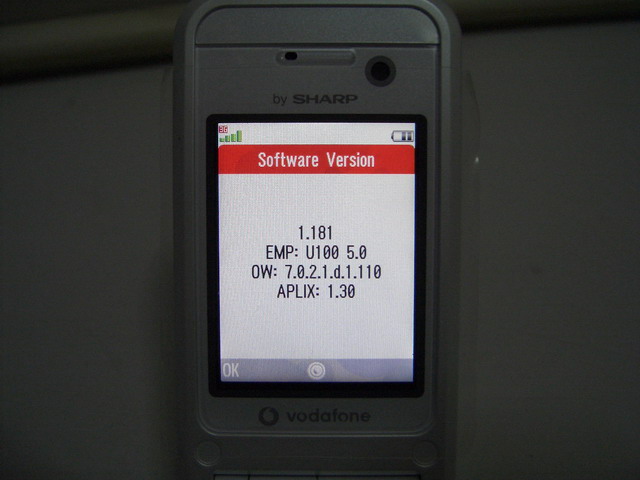 by SHARP
3G
Software Version
1.181
EMP: U100 5.0
OW: 7.0.2.1.d.1.110
APLIX: 1.30
OK
vodafone